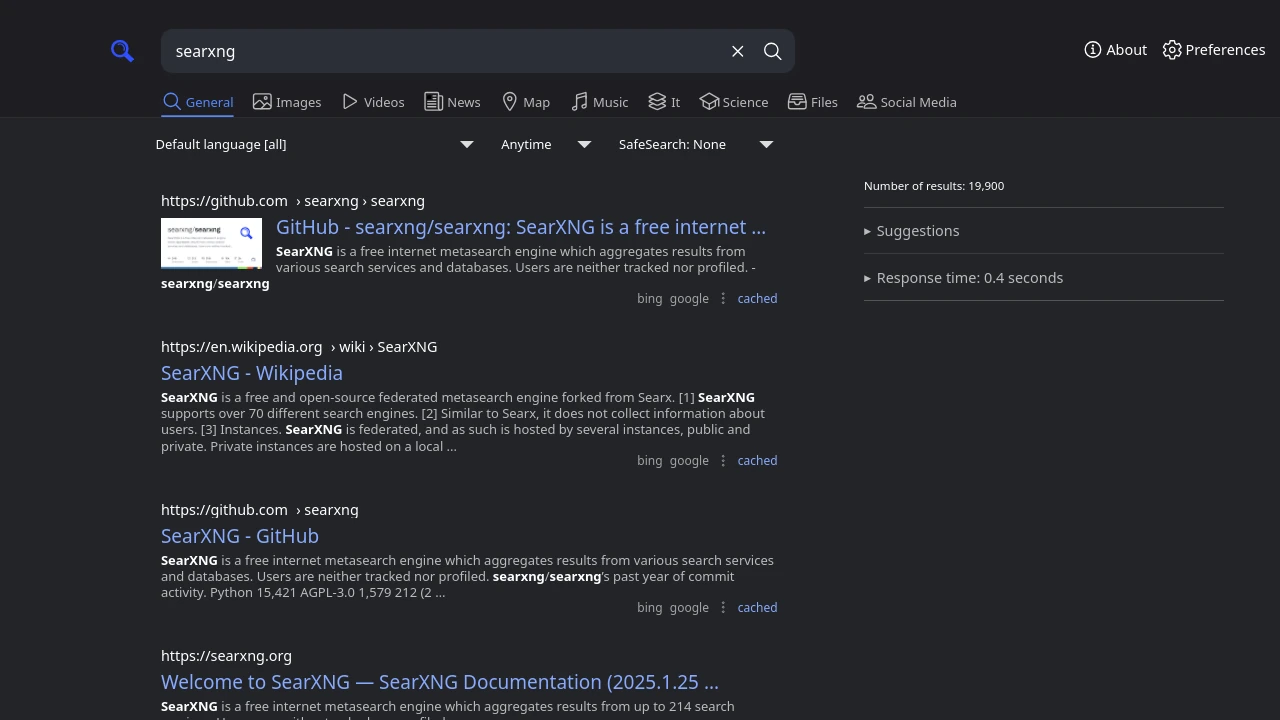 searxng
About
Preferences
General
Images
Videos
News
Map
Music
It
Science
Files
Social Media
Default language [all]
Anytime
SafeSearch: None
https://github.com › searxng › searxng
GitHub - searxng/searxng: SearXNG is a free internet ...
SearXNG is a free internet metasearch engine which aggregates results from
various search services and databases. Users are neither tracked nor profiled. -
searxng/searxng
bing google ⋮ cached
https://en.wikipedia.org › wiki › SearXNG
SearXNG - Wikipedia
SearXNG is a free and open-source federated metasearch engine forked from Searx. [1] SearXNG
supports over 70 different search engines. [2] Similar to Searx, it does not collect information about
users. [3] Instances. SearXNG is federated, and as such is hosted by several instances, public and
private. Private instances are hosted on a local ...
bing google ⋮ cached
https://github.com › searxng
SearXNG - GitHub
SearXNG is a free internet metasearch engine which aggregates results from various search services
and databases. Users are neither tracked nor profiled. searxng/searxng's past year of commit
activity. Python 15,421 AGPL-3.0 1,579 212 (2 ...
bing google ⋮ cached
https://searxng.org
Welcome to SearXNG — SearXNG Documentation (2025.1.25 ...
SearXNG is a free internet metasearch engine which aggregates results from up to 214 search
Number of results: 19,900
▸ Suggestions
▸ Response time: 0.4 seconds